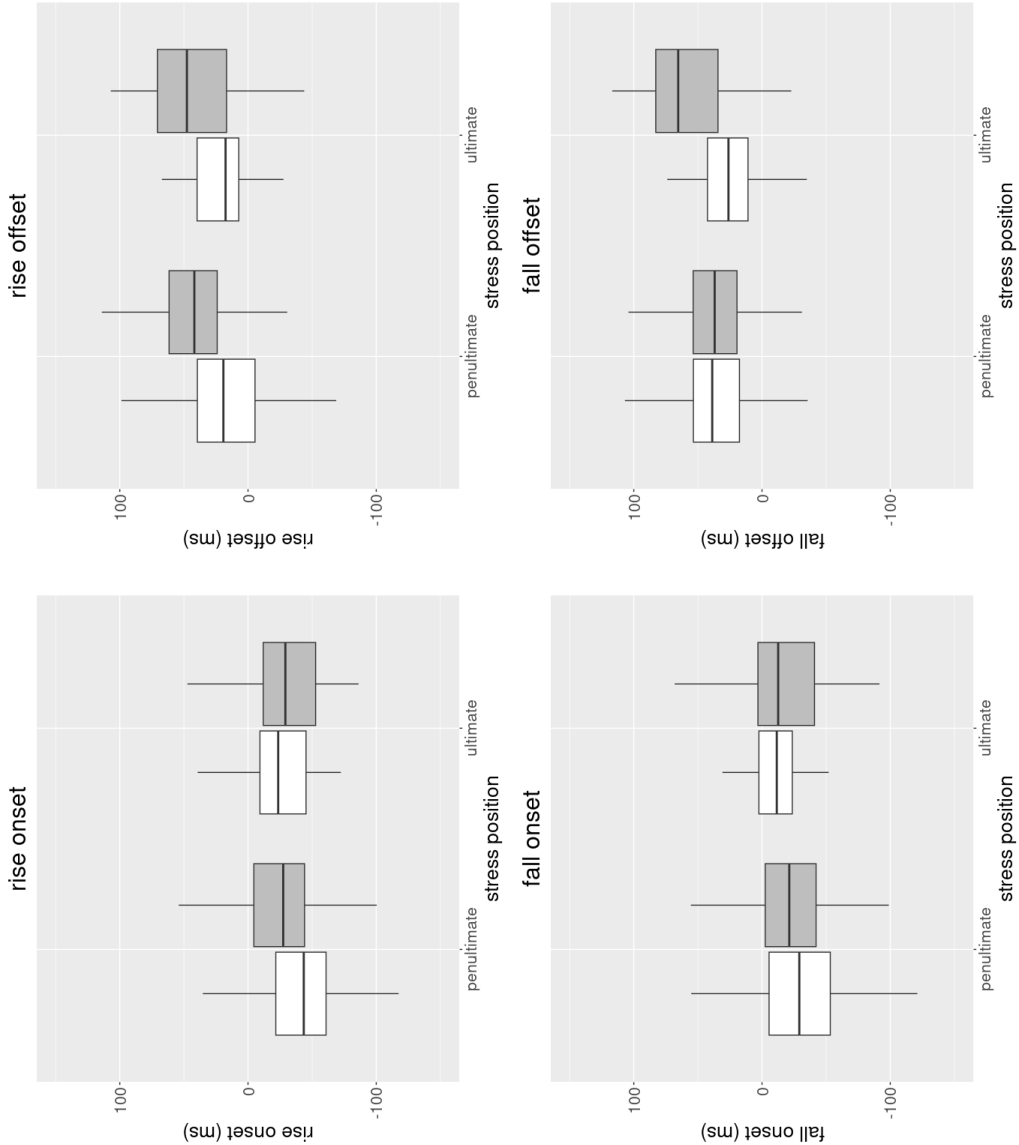 rise onset
100
0
-100
rise onset (ms)
penultimate
ultimate
stress position
rise offset
100
0
-100
rise offset (ms)
penultimate
ultimate
stress position
fall onset
100
0
-100
fall onset (ms)
penultimate
ultimate
stress position
fall offset
100
0
-100
fall offset (ms)
penultimate
ultimate
stress position